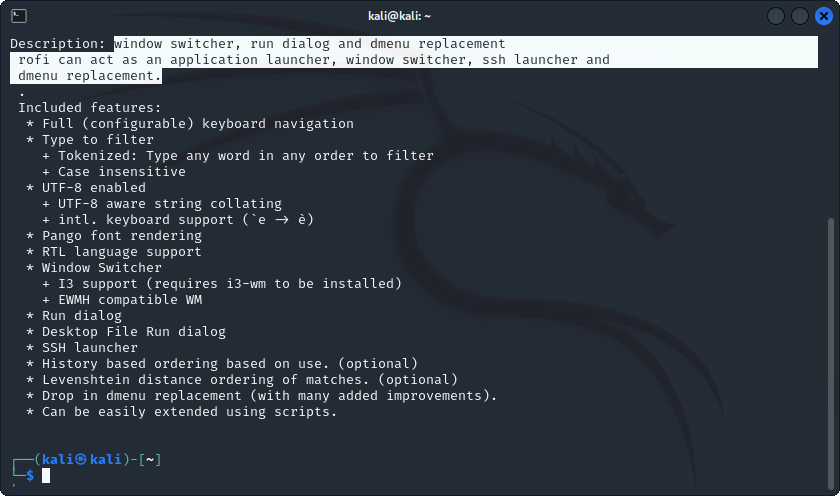 kali@kali: ~
Description: window switcher, run dialog and dmenu replacement
rofi can act as an application launcher, window switcher, ssh launcher and
dmenu replacement.
.
Included features:
* Full (configurable) keyboard navigation
* Type to filter
+ Tokenized: Type any word in any order to filter
+ Case insensitive
* UTF-8 enabled
+ UTF-8 aware string collating
+ intl. keyboard support (`e -> è)
* Pango font rendering
* RTL language support
* Window Switcher
+ I3 support (requires i3-wm to be installed)
+ EWMH compatible WM
* Run dialog
* Desktop File Run dialog
* SSH launcher
* History based ordering based on use. (optional)
* Levenshtein distance ordering of matches. (optional)
* Drop in dmenu replacement (with many added improvements).
* Can be easily extended using scripts.
┌──(kali㉿kali)-[~]
└─$